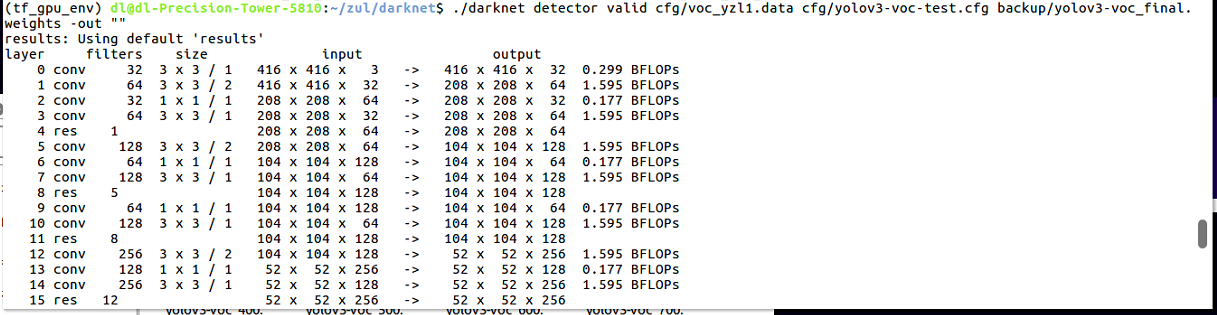 (tf_gpu_env) dl@dl-Precision-Tower-5810:~/zul/darknet$ ./darknet detector valid cfg/voc_yzl1.data cfg/yolov3-voc-test.cfg backup/yolov3-voc_final.
weights -out ""
results: Using default 'results'
layer     filters    size              input                output
    0 conv     32  3 x 3 / 1   416 x 416 x   3   ->   416 x 416 x  32  0.299 BFLOPs
    1 conv     64  3 x 3 / 2   416 x 416 x  32   ->   208 x 208 x  64  1.595 BFLOPs
    2 conv     32  1 x 1 / 1   208 x 208 x  64   ->   208 x 208 x  32  0.177 BFLOPs
    3 conv     64  3 x 3 / 1   208 x 208 x  32   ->   208 x 208 x  64  1.595 BFLOPs
    4 res    1                 208 x 208 x  64   ->   208 x 208 x  64
    5 conv    128  3 x 3 / 2   208 x 208 x  64   ->   104 x 104 x 128  1.595 BFLOPs
    6 conv     64  1 x 1 / 1   104 x 104 x 128   ->   104 x 104 x  64  0.177 BFLOPs
    7 conv    128  3 x 3 / 1   104 x 104 x  64   ->   104 x 104 x 128  1.595 BFLOPs
    8 res    5                 104 x 104 x 128   ->   104 x 104 x 128
    9 conv     64  1 x 1 / 1   104 x 104 x 128   ->   104 x 104 x  64  0.177 BFLOPs
   10 conv    128  3 x 3 / 1   104 x 104 x  64   ->   104 x 104 x 128  1.595 BFLOPs
   11 res    8                 104 x 104 x 128   ->   104 x 104 x 128
   12 conv    256  3 x 3 / 2   104 x 104 x 128   ->    52 x  52 x 256  1.595 BFLOPs
   13 conv    128  1 x 1 / 1    52 x  52 x 256   ->    52 x  52 x 128  0.177 BFLOPs
   14 conv    256  3 x 3 / 1    52 x  52 x 128   ->    52 x  52 x 256  1.595 BFLOPs
   15 res   12                  52 x  52 x 256   ->    52 x  52 x 256
yolov3-voc_400. yolov3-voc_500. yolov3-voc_600. yolov3-voc_700.